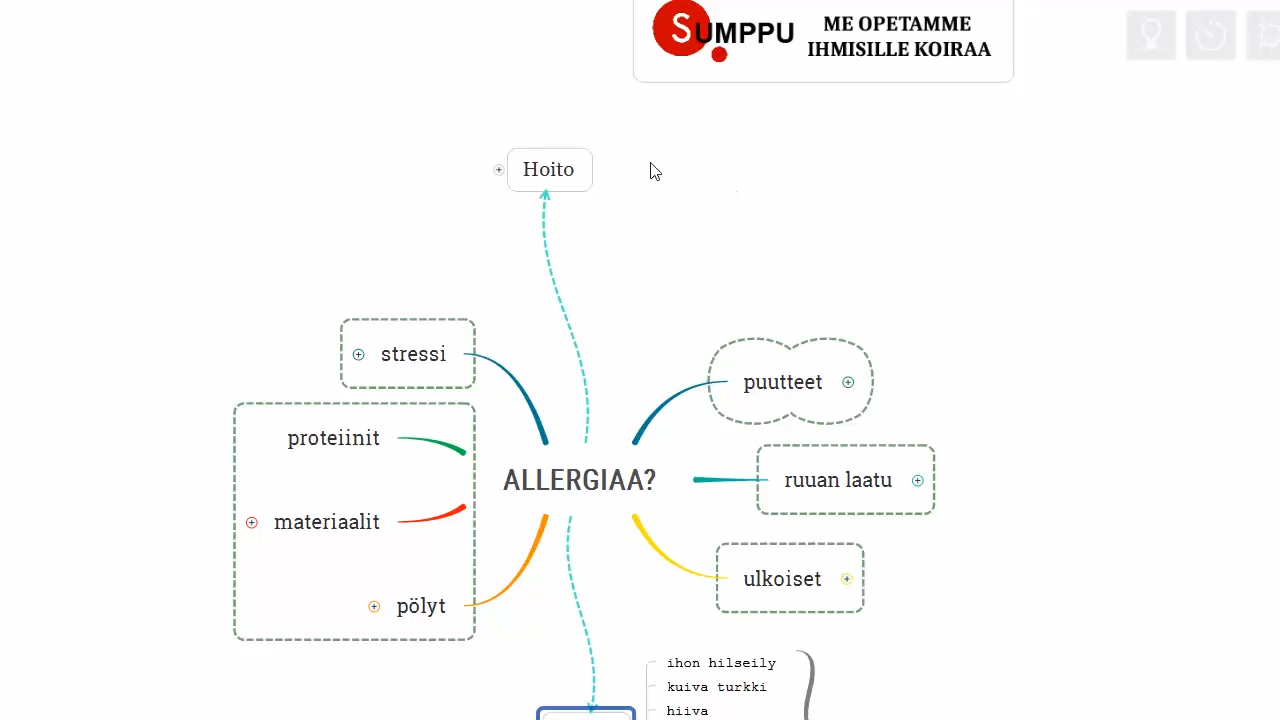 SUMPPU
ME OPETAMME
IHMISILLE KOIRAA
Hoito
stressi
puutteet
proteiinit
ALLERGIAA?
ruuan laatu
materiaalit
ulkoiset
pölyt
ihon hilseily
kuiva turkki
hiiva